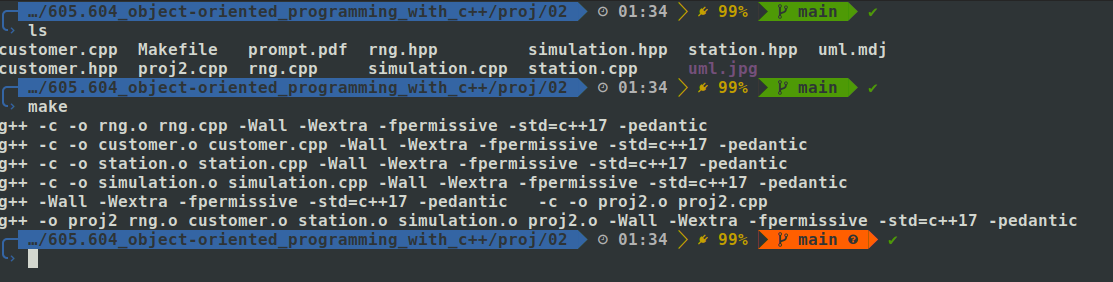 …/605.604_object-oriented_programming_with_c++/proj/02 01:34 99% main ✔
ls
customer.cpp Makefile prompt.pdf rng.hpp simulation.hpp station.hpp uml.mdj
customer.hpp proj2.cpp rng.cpp simulation.cpp station.cpp uml.jpg
…/605.604_object-oriented_programming_with_c++/proj/02 01:34 99% main ✔
make
g++ -c -o rng.o rng.cpp -Wall -Wextra -fpermissive -std=c++17 -pedantic
g++ -c -o customer.o customer.cpp -Wall -Wextra -fpermissive -std=c++17 -pedantic
g++ -c -o station.o station.cpp -Wall -Wextra -fpermissive -std=c++17 -pedantic
g++ -c -o simulation.o simulation.cpp -Wall -Wextra -fpermissive -std=c++17 -pedantic
g++ -Wall -Wextra -fpermissive -std=c++17 -pedantic   -c -o proj2.o proj2.cpp
g++ -o proj2 rng.o customer.o station.o simulation.o proj2.o -Wall -Wextra -fpermissive -std=c++17 -pedantic
…/605.604_object-oriented_programming_with_c++/proj/02 01:34 99% main ? ✔